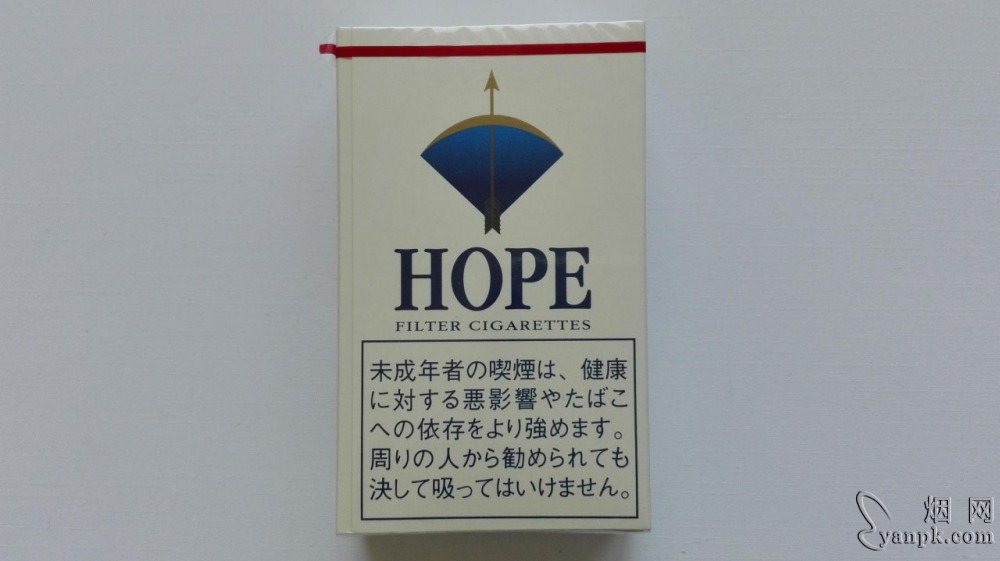 HOPE
FILTER CIGARETTES
未成年者の喫煙は、健康
に対する悪影響やたばこ
への依存をより強めます。
周りの人から勧められても
決して吸ってはいけません。
烟网
yanpk.com